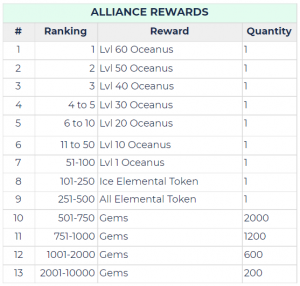 ALLIANCE REWARDS
# Ranking Reward Quantity
1 1 Lvl 60 Oceanus 1
2 2 Lvl 50 Oceanus 1
3 3 Lvl 40 Oceanus 1
4 4 to 5 Lvl 30 Oceanus 1
5 6 to 10 Lvl 20 Oceanus 1
6 11 to 50 Lvl 10 Oceanus 1
7 51-100 Lvl 1 Oceanus 1
8 101-250 Ice Elemental Token 1
9 251-500 All Elemental Token 1
10 501-750 Gems 2000
11 751-1000 Gems 1200
12 1001-2000 Gems 600
13 2001-10000 Gems 200